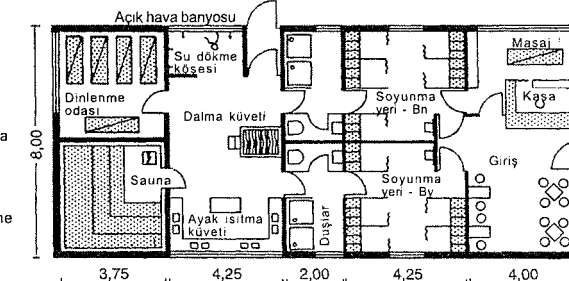 Açık hava banyosu
Su dökme
köşesi
Masaj
Dinlenme
odası
Dalma küveti
Soyunma
yeri - Bn
Kasa
a
8,00
Sauna
Giriş
Soyunma
yeri - By
ne
Ayak ısıtma
küveti
Duşlar
3,75
4,25
2,00
4,25
4,00